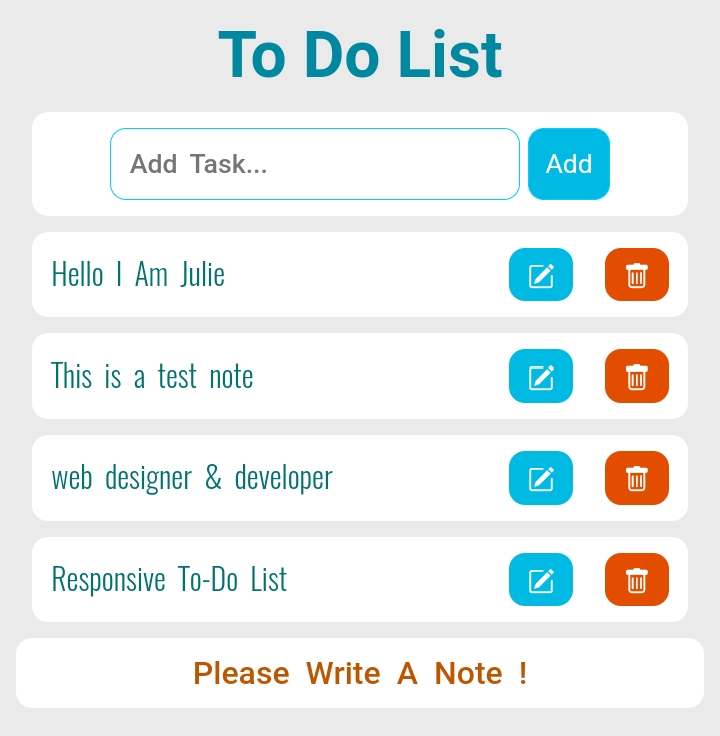 To Do List
Add Task...
Add
Hello I Am Julie
This is a test note
web designer & developer
Responsive To-Do List
Please Write A Note !